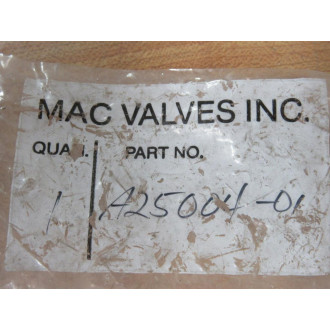 MAC VALVES INC.
QUAN. PART NO.
1 A25004-01